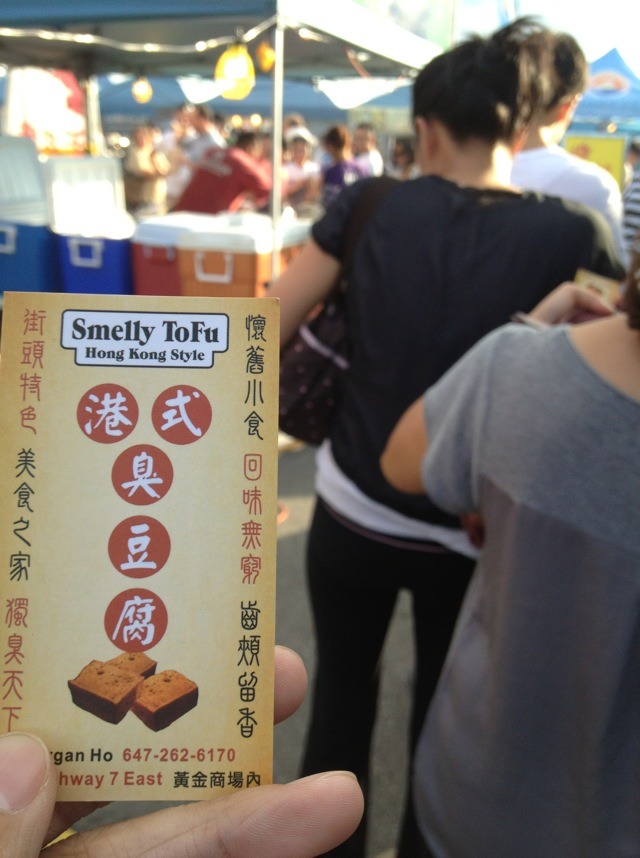 Smelly ToFu
Hong Kong Style
港式
臭
豆
腐
懷舊小食 回味無窮 齒頰留香
街頭特色 美食之家 獨臭天下
Ho 647-262-6170
7 East 黃金商場內